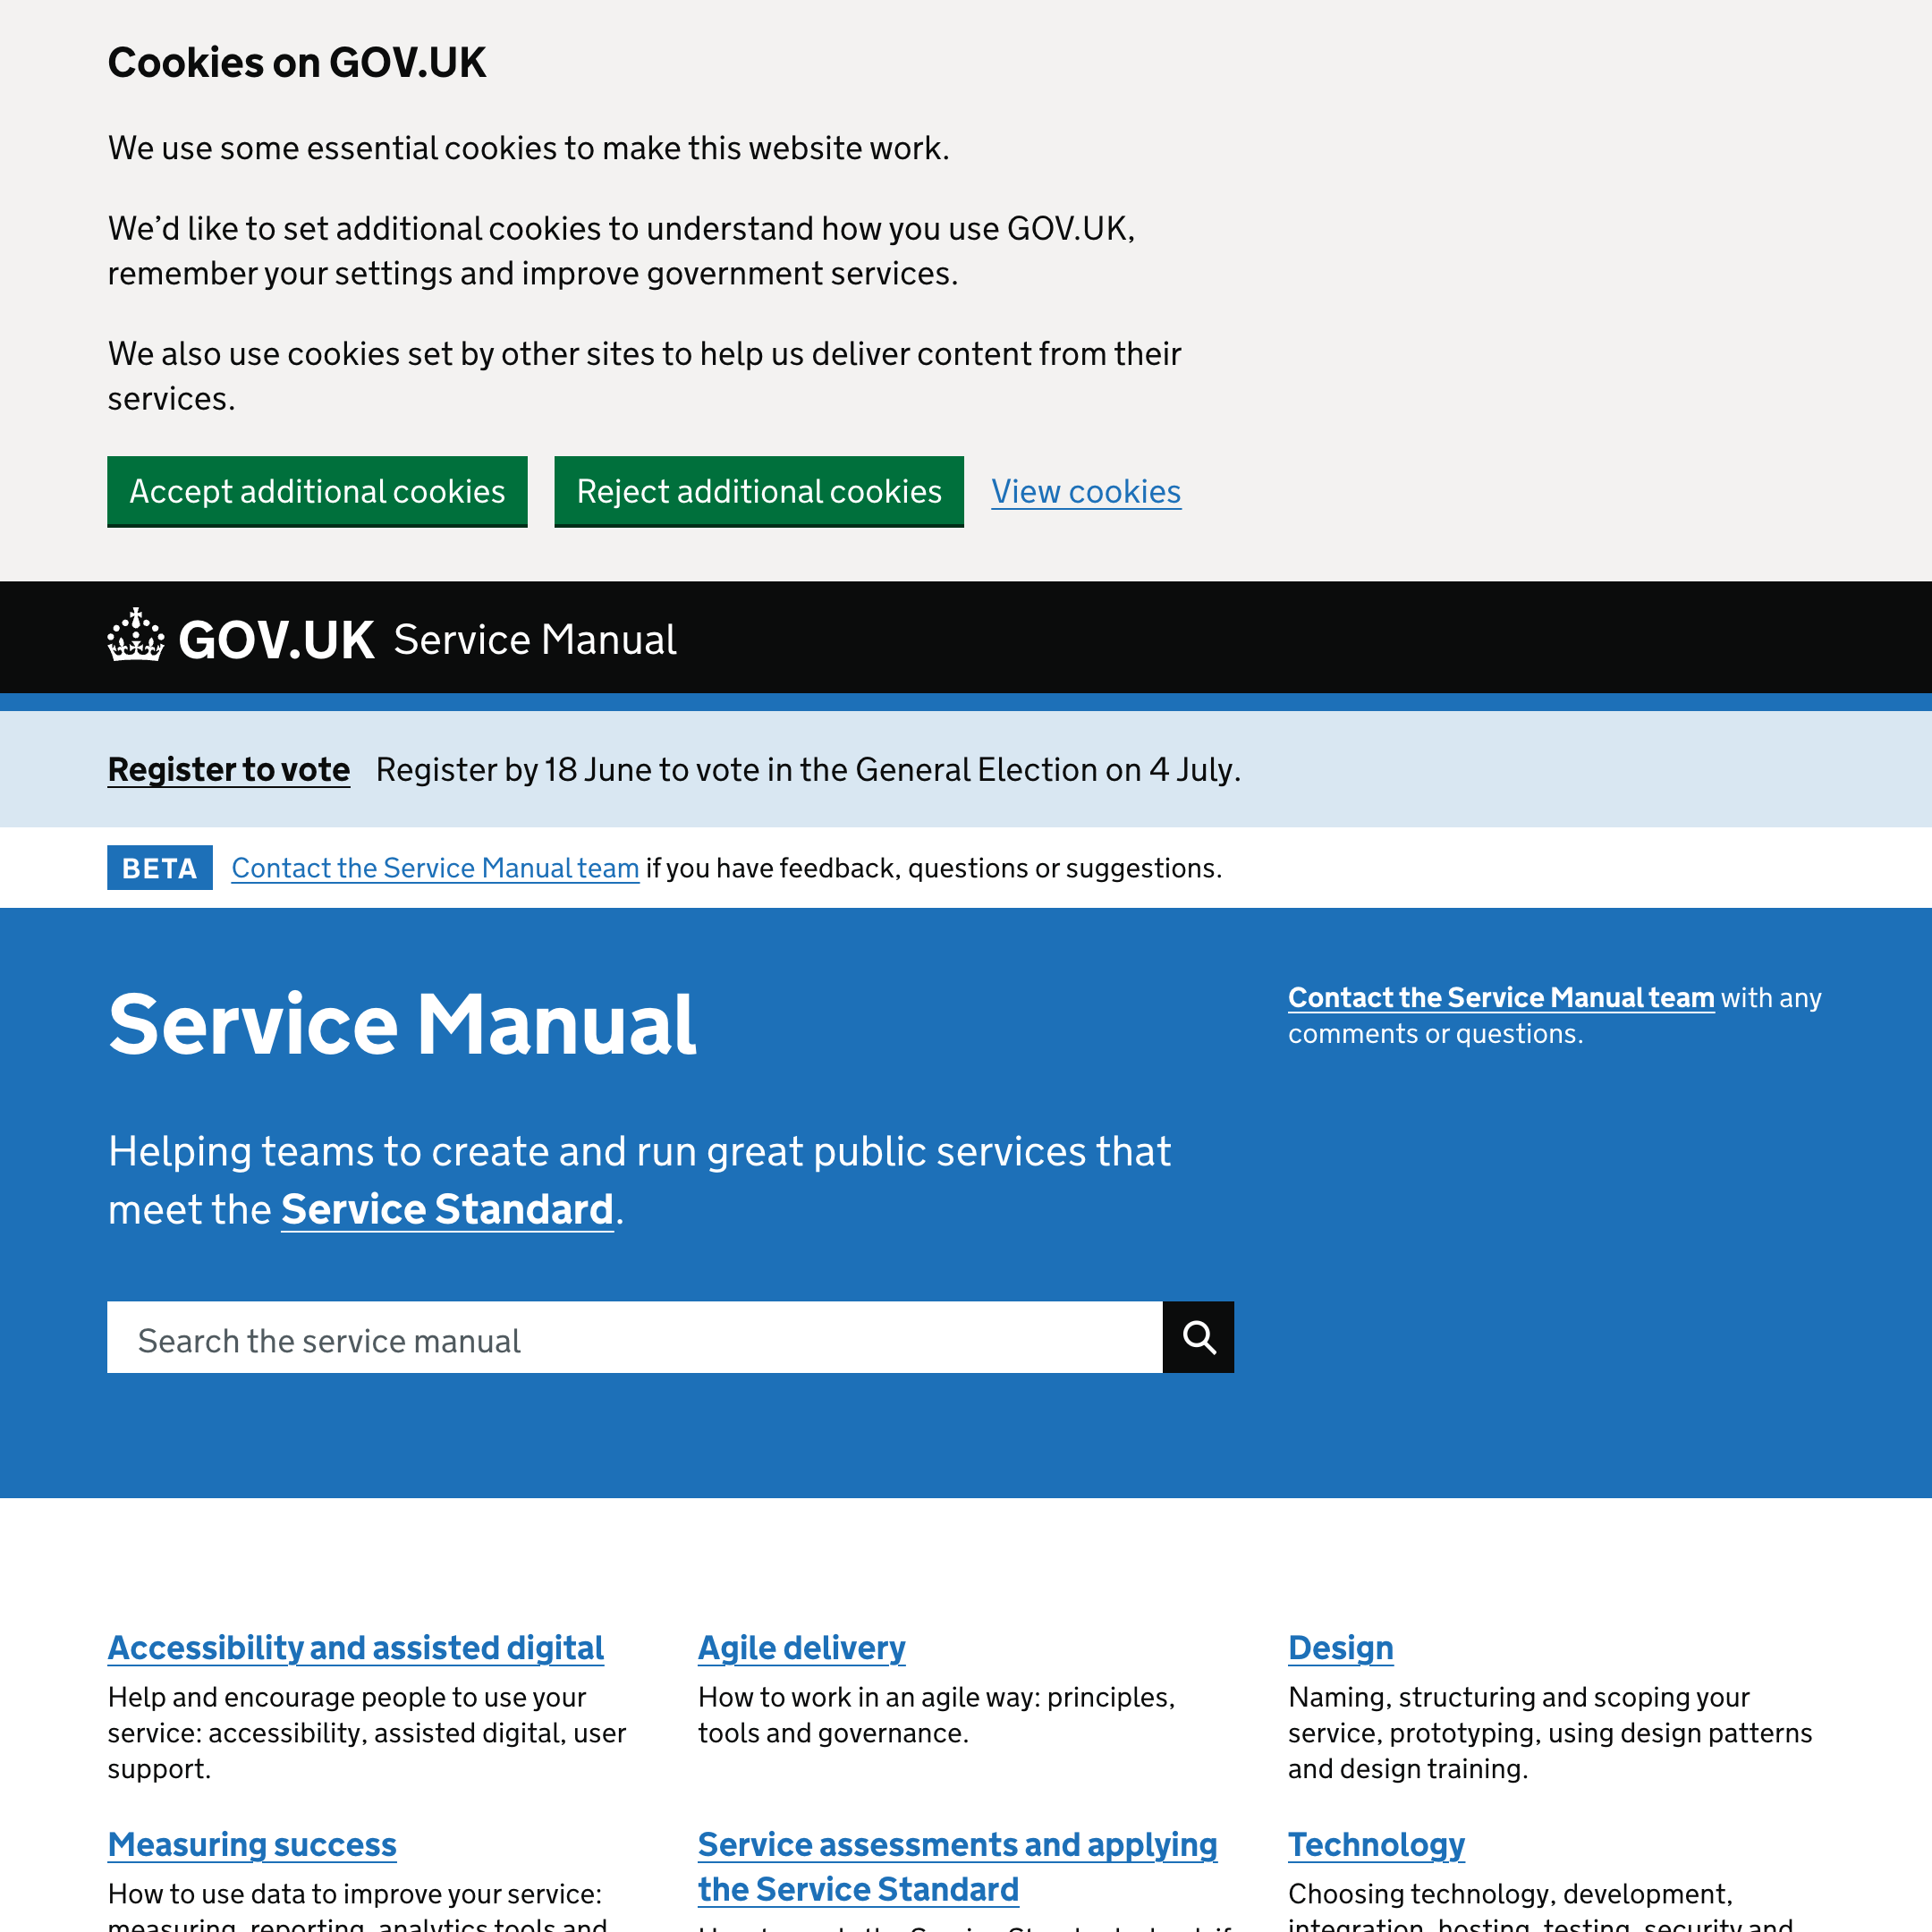 Cookies on GOV.UK
We use some essential cookies to make this website work.
We’d like to set additional cookies to understand how you use GOV.UK,
remember your settings and improve government services.
We also use cookies set by other sites to help us deliver content from their
services.
Accept additional cookies Reject additional cookies View cookies
GOV.UK Service Manual
Register to vote Register by 18 June to vote in the General Election on 4 July.
BETA Contact the Service Manual team if you have feedback, questions or suggestions.
Service Manual
Contact the Service Manual team with any
comments or questions.
Helping teams to create and run great public services that
meet the Service Standard.
Search the service manual
Accessibility and assisted digital
Help and encourage people to use your
service: accessibility, assisted digital, user
support.
Agile delivery
How to work in an agile way: principles,
tools and governance.
Design
Naming, structuring and scoping your
service, prototyping, using design patterns
and design training.
Measuring success
How to use data to improve your service:
measuring, reporting, analytics tools and
Service assessments and applying
the Service Standard
Technology
Choosing technology, development,
integration, hosting, testing, security and